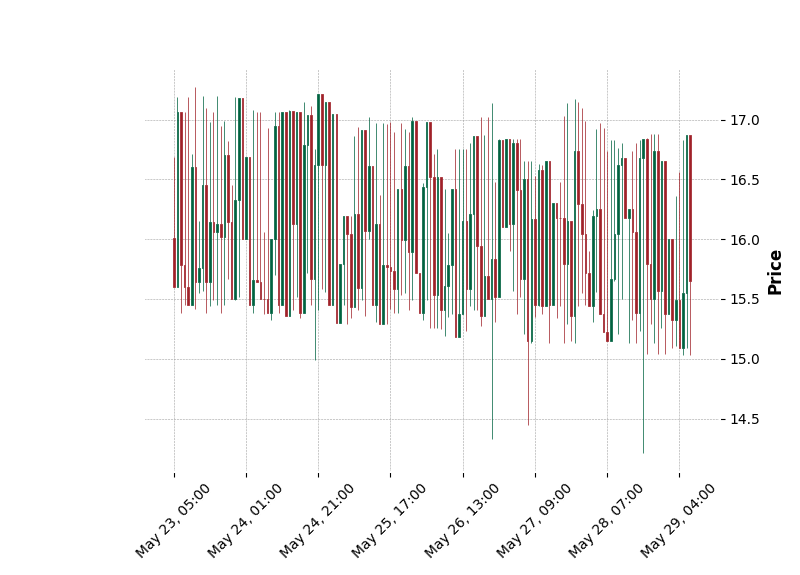 17.0
16.5
16.0
15.5
15.0
14.5
Price
May 23, 05:00
May 24, 01:00
May 24, 21:00
May 25, 17:00
May 26, 13:00
May 27, 09:00
May 28, 07:00
May 29, 04:00